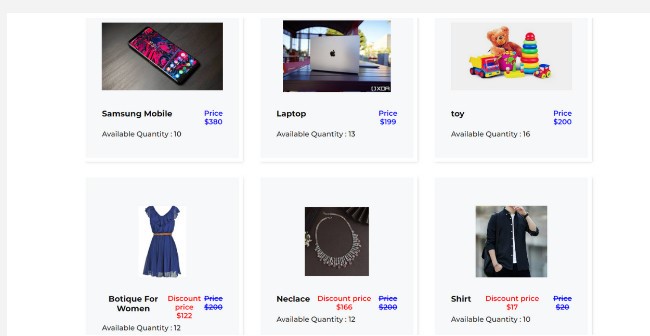 Samsung Mobile Price
$380
Available Quantity : 10
Laptop Price
$199
Available Quantity : 13
toy Price
$200
Available Quantity : 16
Botique For Discount Price
Women price $200
$122
Available Quantity : 12
Neclace Discount price Price
$166 $200
Available Quantity : 12
Shirt Discount price Price
$17 $20
Available Quantity : 10